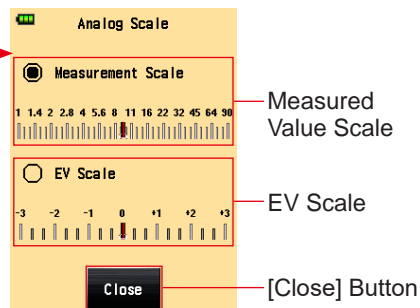 Analog Scale
Measurement Scale
1 1.4 2 2.8 4 5.6 8 11 16 22 32 45 64 90
Measured
Value Scale
EV Scale
-3 -2 -1 0 +1 +2 +3
EV Scale
Close
[Close] Button